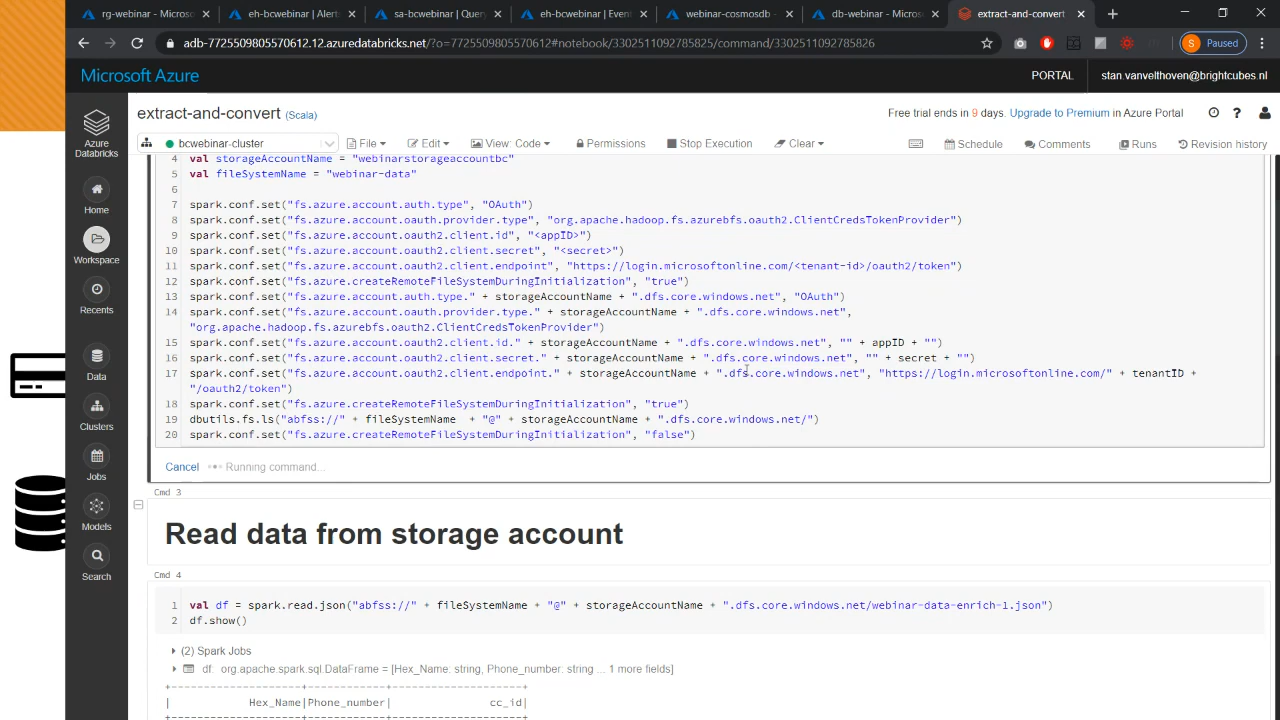 rg-webinar - Micros
eh-bcwebinar | Alert
sa-bcwebinar | Query
eh-bcwebinar | Event
webinar-cosmosdb -
db-webinar - Micros
extract-and-convert
adb-7725509805570612.12.azuredatabricks.net/?o=7725509805570612#notebook/3302511092785825/command/3302511092785826
S Paused
Microsoft Azure
PORTAL
stan.vanvelthoven@brightcubes.nl
Azure
Databricks
Home
Workspace
Recents
Data
Clusters
Jobs
Models
Search
extract-and-convert (Scala)
Free trial ends in 9 days. Upgrade to Premium in Azure Portal
bcwebinar-cluster
File
Edit
View: Code
Permissions
Stop Execution
Clear
Schedule
Comments
Runs
Revision history
4 val storageAccountName = "webinarstorageaccountbc"
5 val fileSystemName = "webinar-data"
6
7 spark.conf.set("fs.azure.account.auth.type", "OAuth")
8 spark.conf.set("fs.azure.account.oauth.provider.type", "org.apache.hadoop.fs.azurebfs.oauth2.ClientCredsTokenProvider")
9 spark.conf.set("fs.azure.account.oauth2.client.id", "<appID>")
10 spark.conf.set("fs.azure.account.oauth2.client.secret", "<secret>")
11 spark.conf.set("fs.azure.account.oauth2.client.endpoint", "https://login.microsoftonline.com/<tenant-id>/oauth2/token")
12 spark.conf.set("fs.azure.createRemoteFileSystemDuringInitialization", "true")
13 spark.conf.set("fs.azure.account.auth.type." + storageAccountName + ".dfs.core.windows.net", "OAuth")
14 spark.conf.set("fs.azure.account.oauth.provider.type." + storageAccountName + ".dfs.core.windows.net",
"org.apache.hadoop.fs.azurebfs.oauth2.ClientCredsTokenProvider")
15 spark.conf.set("fs.azure.account.oauth2.client.id." + storageAccountName + ".dfs.core.windows.net", "" + appID + "")
16 spark.conf.set("fs.azure.account.oauth2.client.secret." + storageAccountName + ".dfs.core.windows.net", "" + secret + "")
17 spark.conf.set("fs.azure.account.oauth2.client.endpoint." + storageAccountName + ".dfs.core.windows.net", "https://login.microsoftonline.com/" + tenantID +
"/oauth2/token")
18 spark.conf.set("fs.azure.createRemoteFileSystemDuringInitialization", "true")
19 dbutils.fs.ls("abfss://" + fileSystemName + "@" + storageAccountName + ".dfs.core.windows.net/")
20 spark.conf.set("fs.azure.createRemoteFileSystemDuringInitialization", "false")
Cancel Running command...
Cmd 3
Read data from storage account
Cmd 4
1 val df = spark.read.json("abfss://" + fileSystemName + "@" + storageAccountName + ".dfs.core.windows.net/webinar-data-enrich-1.json")
2 df.show()
(2) Spark Jobs
df: org.apache.spark.sql.DataFrame = [Hex_Name: string, Phone_number: string ... 1 more fields]
+--------------------+------------+--------------------+
| Hex_Name|Phone_number| cc_id|
+--------------------+------------+--------------------+